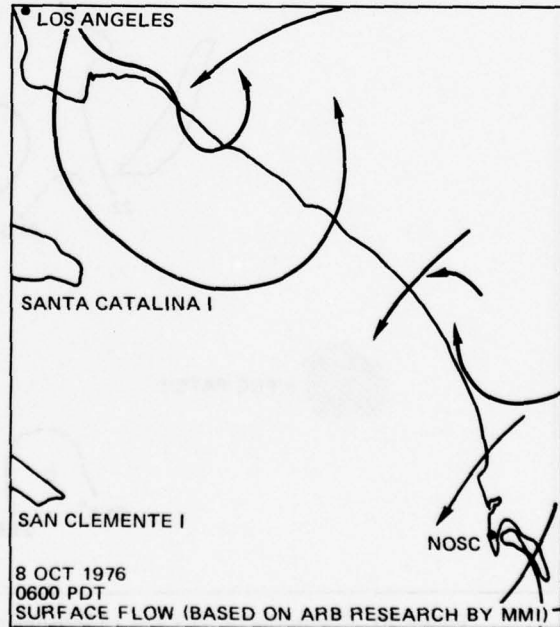 LOS ANGELES
SANTA CATALINA I
SAN CLEMENTE I
NOSC
8 OCT 1976
0600 PDT
SURFACE FLOW (BASED ON ARB RESEARCH BY MMI)